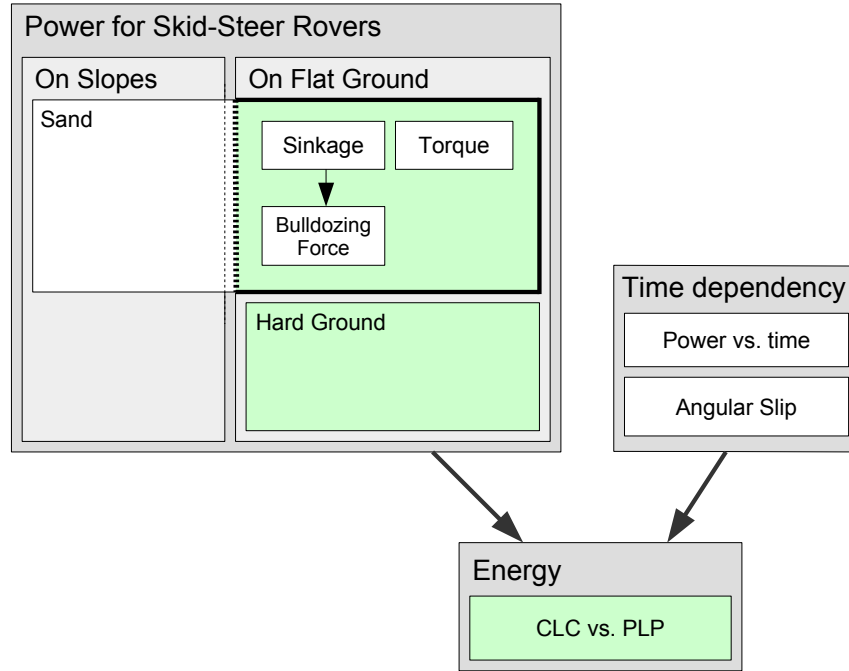 Power for Skid-Steer Rovers
On Slopes
On Flat Ground
Sand
Sinkage
Torque
Bulldozing
Force
Hard Ground
Time dependency
Power vs. time
Angular Slip
Energy
CLC vs. PLP